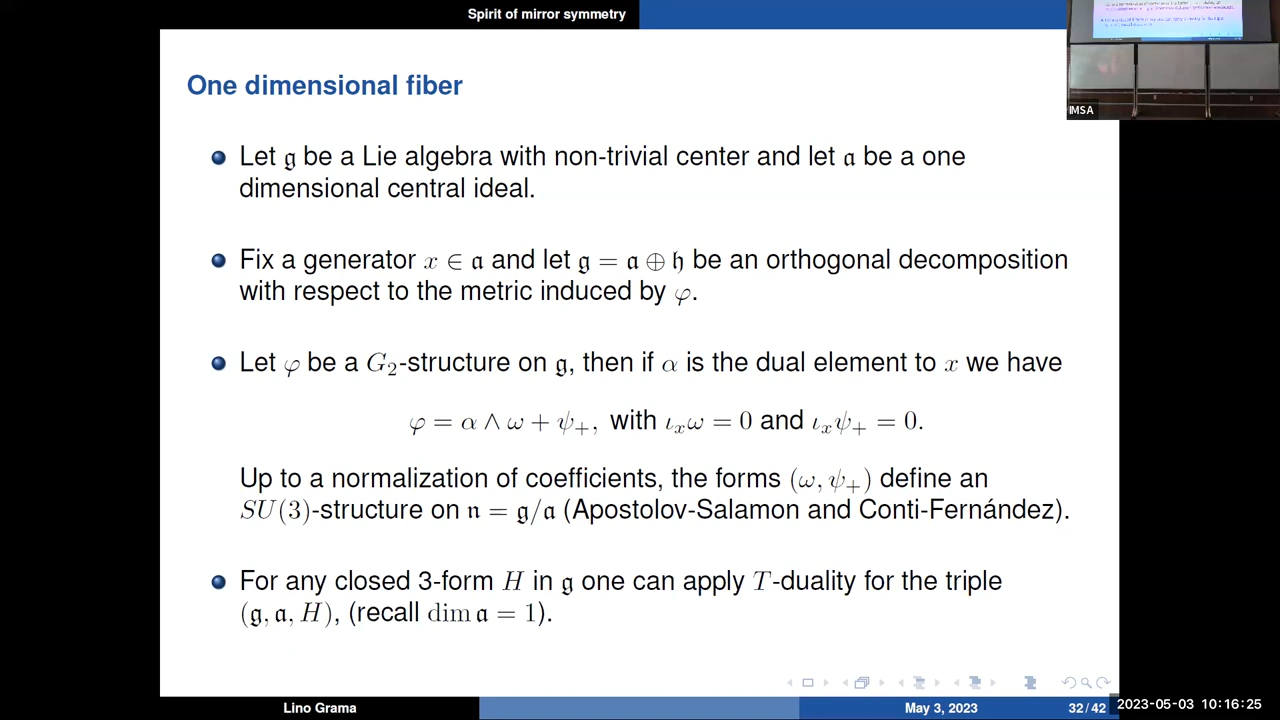 Spirit of mirror symmetry
IMSA
One dimensional fiber
Let 𝔤 be a Lie algebra with non-trivial center and let 𝔞 be a one
dimensional central ideal.
Fix a generator x ∈ 𝔞 and let 𝔤 = 𝔞 ⊕ 𝔥 be an orthogonal decomposition
with respect to the metric induced by φ.
Let φ be a G₂-structure on 𝔤, then if α is the dual element to x we have
φ = α ∧ ω + ψ₊, with ιₓω = 0 and ιₓψ₊ = 0.
Up to a normalization of coefficients, the forms (ω, ψ₊) define an
SU(3)-structure on 𝔫 = 𝔤/𝔞 (Apostolov-Salamon and Conti-Fernández).
For any closed 3-form H in 𝔤 one can apply T-duality for the triple
(𝔤, 𝔞, H), (recall dim 𝔞 = 1).
Lino Grama
May 3, 2023
32/42
2023-05-03 10:16:25